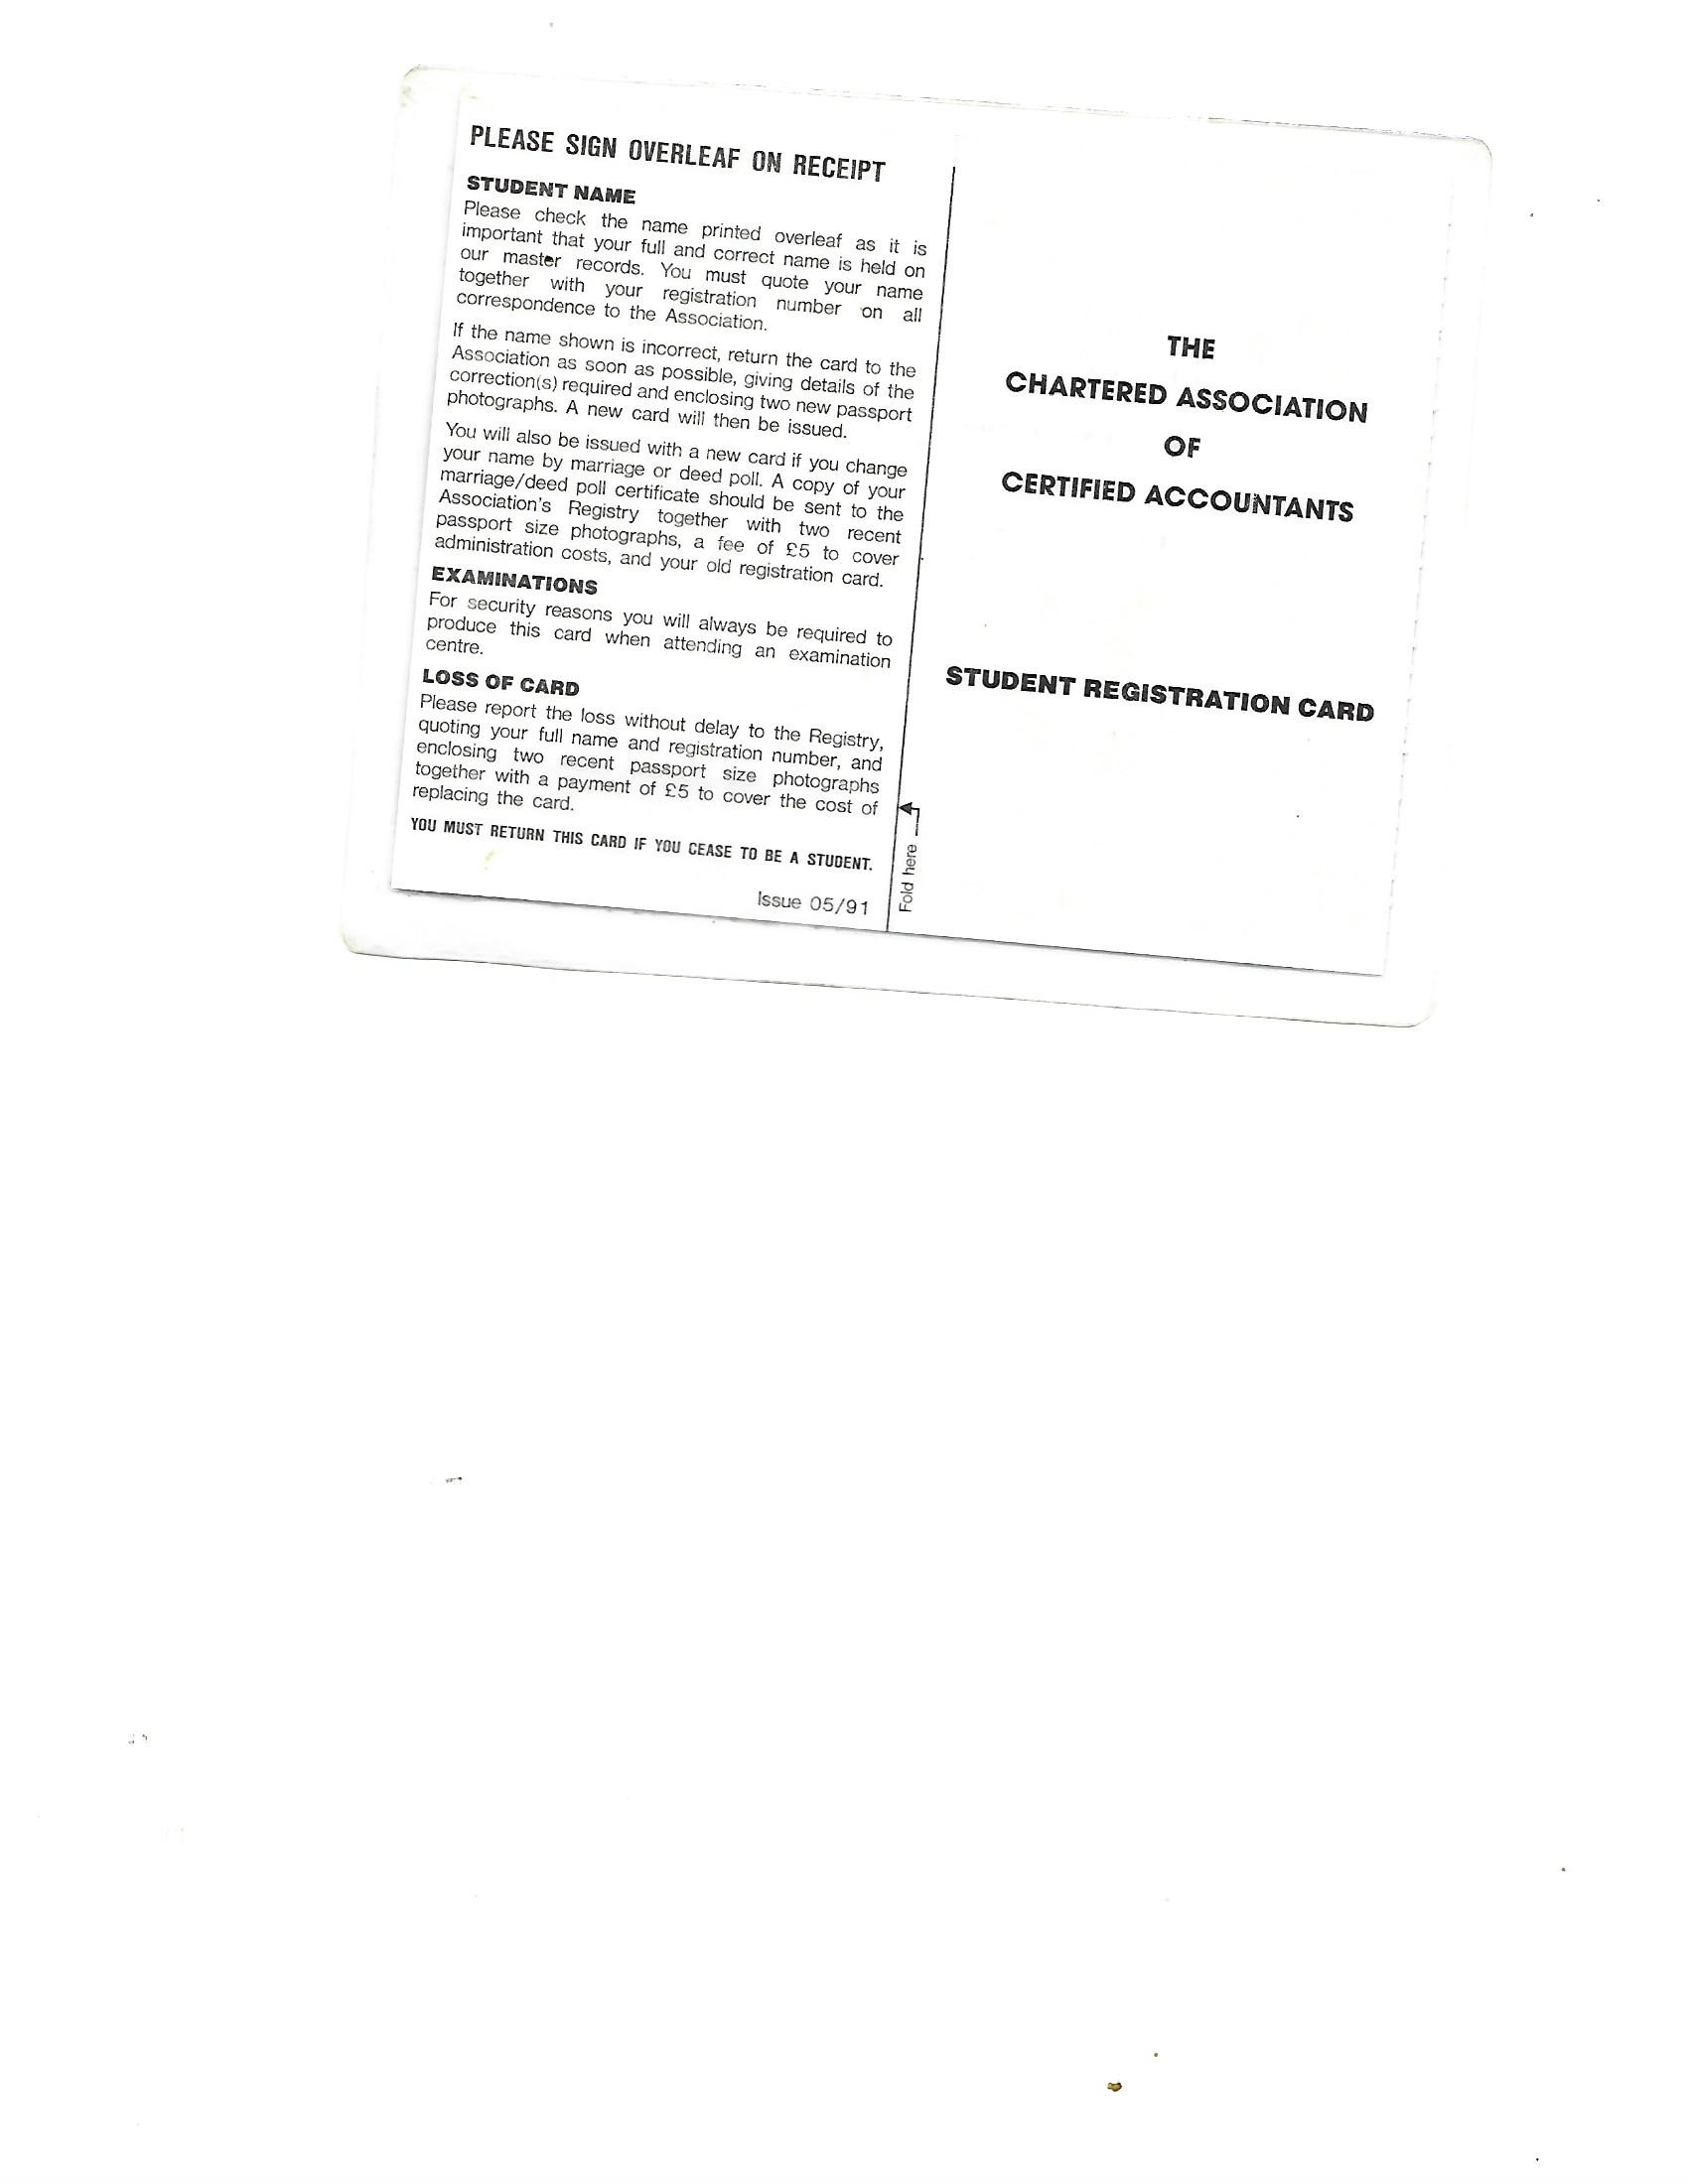 PLEASE SIGN OVERLEAF ON RECEIPT
STUDENT NAME
Please check the name printed overleaf as it is
important that your full and correct name is held on
our master records. You must quote your name
together with your registration number on all
correspondence to the Association.
If the name shown is incorrect, return the card to the
Association as soon as possible, giving details of the
correction(s) required and enclosing two new passport
photographs. A new card will then be issued.
You will also be issued with a new card if you change
your name by marriage or deed poll. A copy of your
marriage/deed poll certificate should be sent to the
Association's Registry together with two recent
passport size photographs, a fee of £5 to cover
administration costs, and your old registration card.
EXAMINATIONS
For security reasons you will always be required to
produce this card when attending an examination
centre.
LOSS OF CARD
Please report the loss without delay to the Registry,
quoting your full name and registration number, and
enclosing two recent passport size photographs
together with a payment of £5 to cover the cost of
replacing the card.
YOU MUST RETURN THIS CARD IF YOU CEASE TO BE A STUDENT.
Issue 05/91
Fold here
THE
CHARTERED ASSOCIATION
OF
CERTIFIED ACCOUNTANTS
STUDENT REGISTRATION CARD